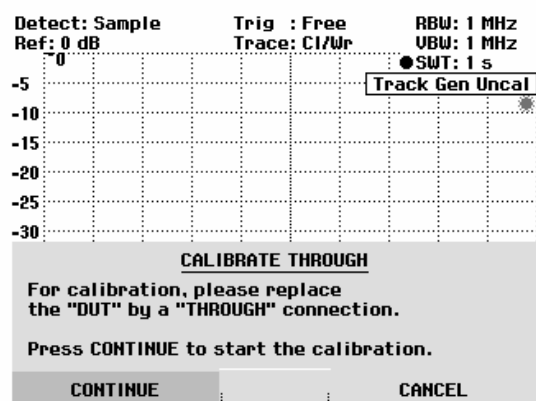 Detect: Sample Trig : Free RBW: 1 MHz
Ref: 0 dB Trace: Cl/Wr VBW: 1 MHz
0 SWT: 1 s
-5 Track Gen Uncal
-10
-15
-20
-25
-30
CALIBRATE THROUGH
For calibration, please replace
the "DUT" by a "THROUGH" connection.
Press CONTINUE to start the calibration.
CONTINUE CANCEL